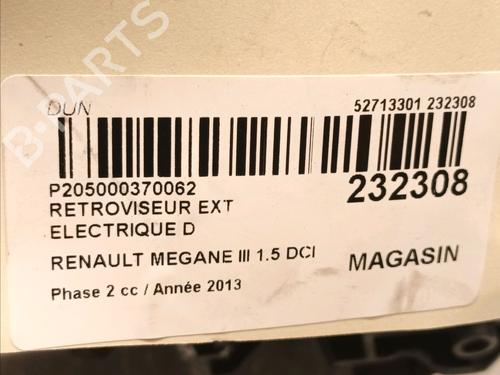 DUN
52713301 232308
P205000370062
232308
RETROVISEUR EXT
ELECTRIQUE D
RENAULT MEGANE III 1.5 DCI
MAGASIN
Phase 2 cc / Année 2013
B-PARTS